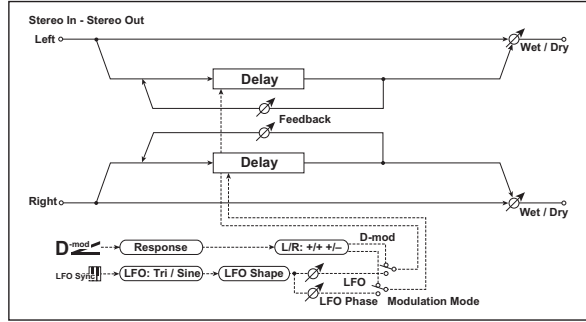 Stereo In - Stereo Out
Left
Wet / Dry
Delay
Feedback
Delay
Right
Wet / Dry
D-mod
Response
L/R: +/+ +/–
D-mod
LFO Sync
LFO: Tri / Sine
LFO Shape
LFO
LFO Phase
Modulation Mode